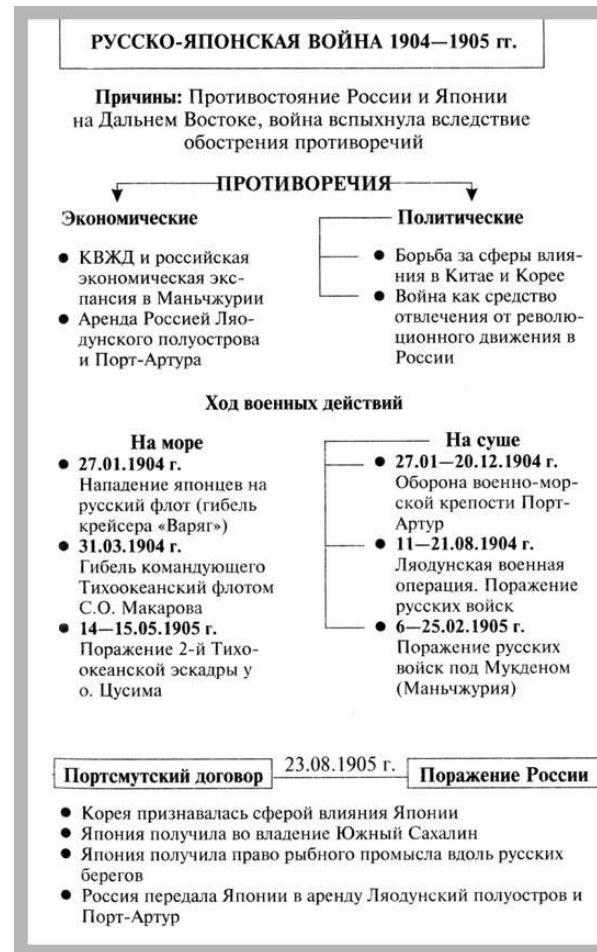 РУССКО-ЯПОНСКАЯ ВОЙНА 1904—1905 гг.
Причины: Противостояние России и Японии
на Дальнем Востоке, война вспыхнула вследствие
обострения противоречий
ПРОТИВОРЕЧИЯ
Экономические
● КВЖД и российская
экономическая экс-
пансия в Маньчжурии
● Аренда Россией Ляо-
дунского полуострова
и Порт-Артура
Политические
● Борьба за сферы влия-
ния в Китае и Корее
● Война как средство
отвлечения от револю-
ционного движения в
России
Ход военных действий
На море
● 27.01.1904 г.
Нападение японцев на
русский флот (гибель
крейсера «Варяг»)
● 31.03.1904 г.
Гибель командующего
Тихоокеанский флотом
С.О. Макарова
● 14—15.05.1905 г.
Поражение 2-й Тихо-
океанской эскадры у
о. Цусима
На суше
● 27.01—20.12.1904 г.
Оборона военно-мор-
ской крепости Порт-
Артур
● 11—21.08.1904 г.
Ляодунская военная
операция. Поражение
русских войск
● 6—25.02.1905 г.
Поражение русских
войск под Мукденом
(Маньчжурия)
Портсмутский договор 23.08.1905 г. Поражение России
● Корея признавалась сферой влияния Японии
● Япония получила во владение Южный Сахалин
● Япония получила право рыбного промысла вдоль русских
берегов
● Россия передала Японии в аренду Ляодунский полуостров и
Порт-Артур